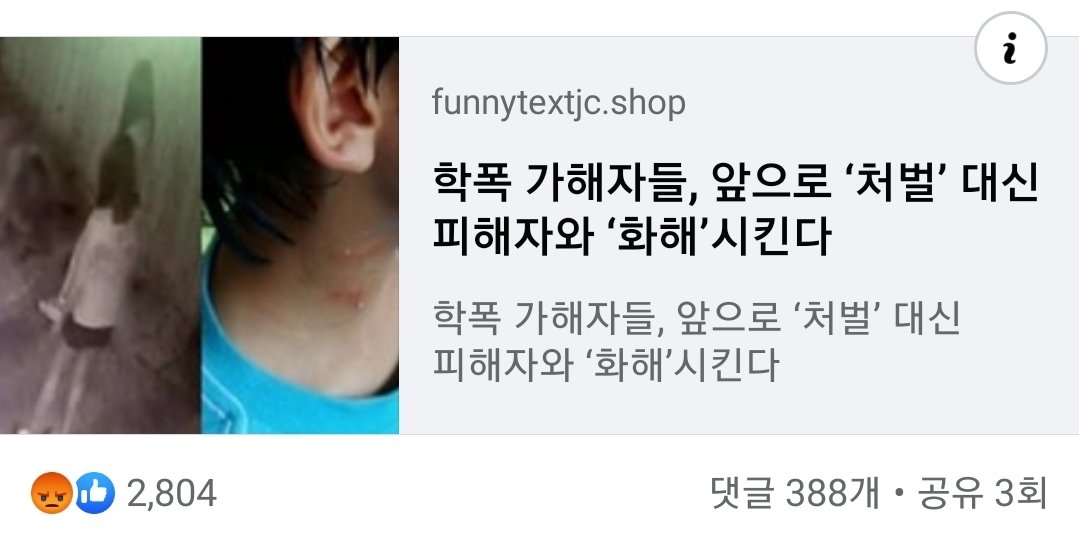 funnytextjc.shop
학폭 가해자들, 앞으로 ‘처벌’ 대신
피해자와 ‘화해’시킨다
학폭 가해자들, 앞으로 ‘처벌’ 대신
피해자와 ‘화해’시킨다
2,804
댓글 388개 • 공유 3회